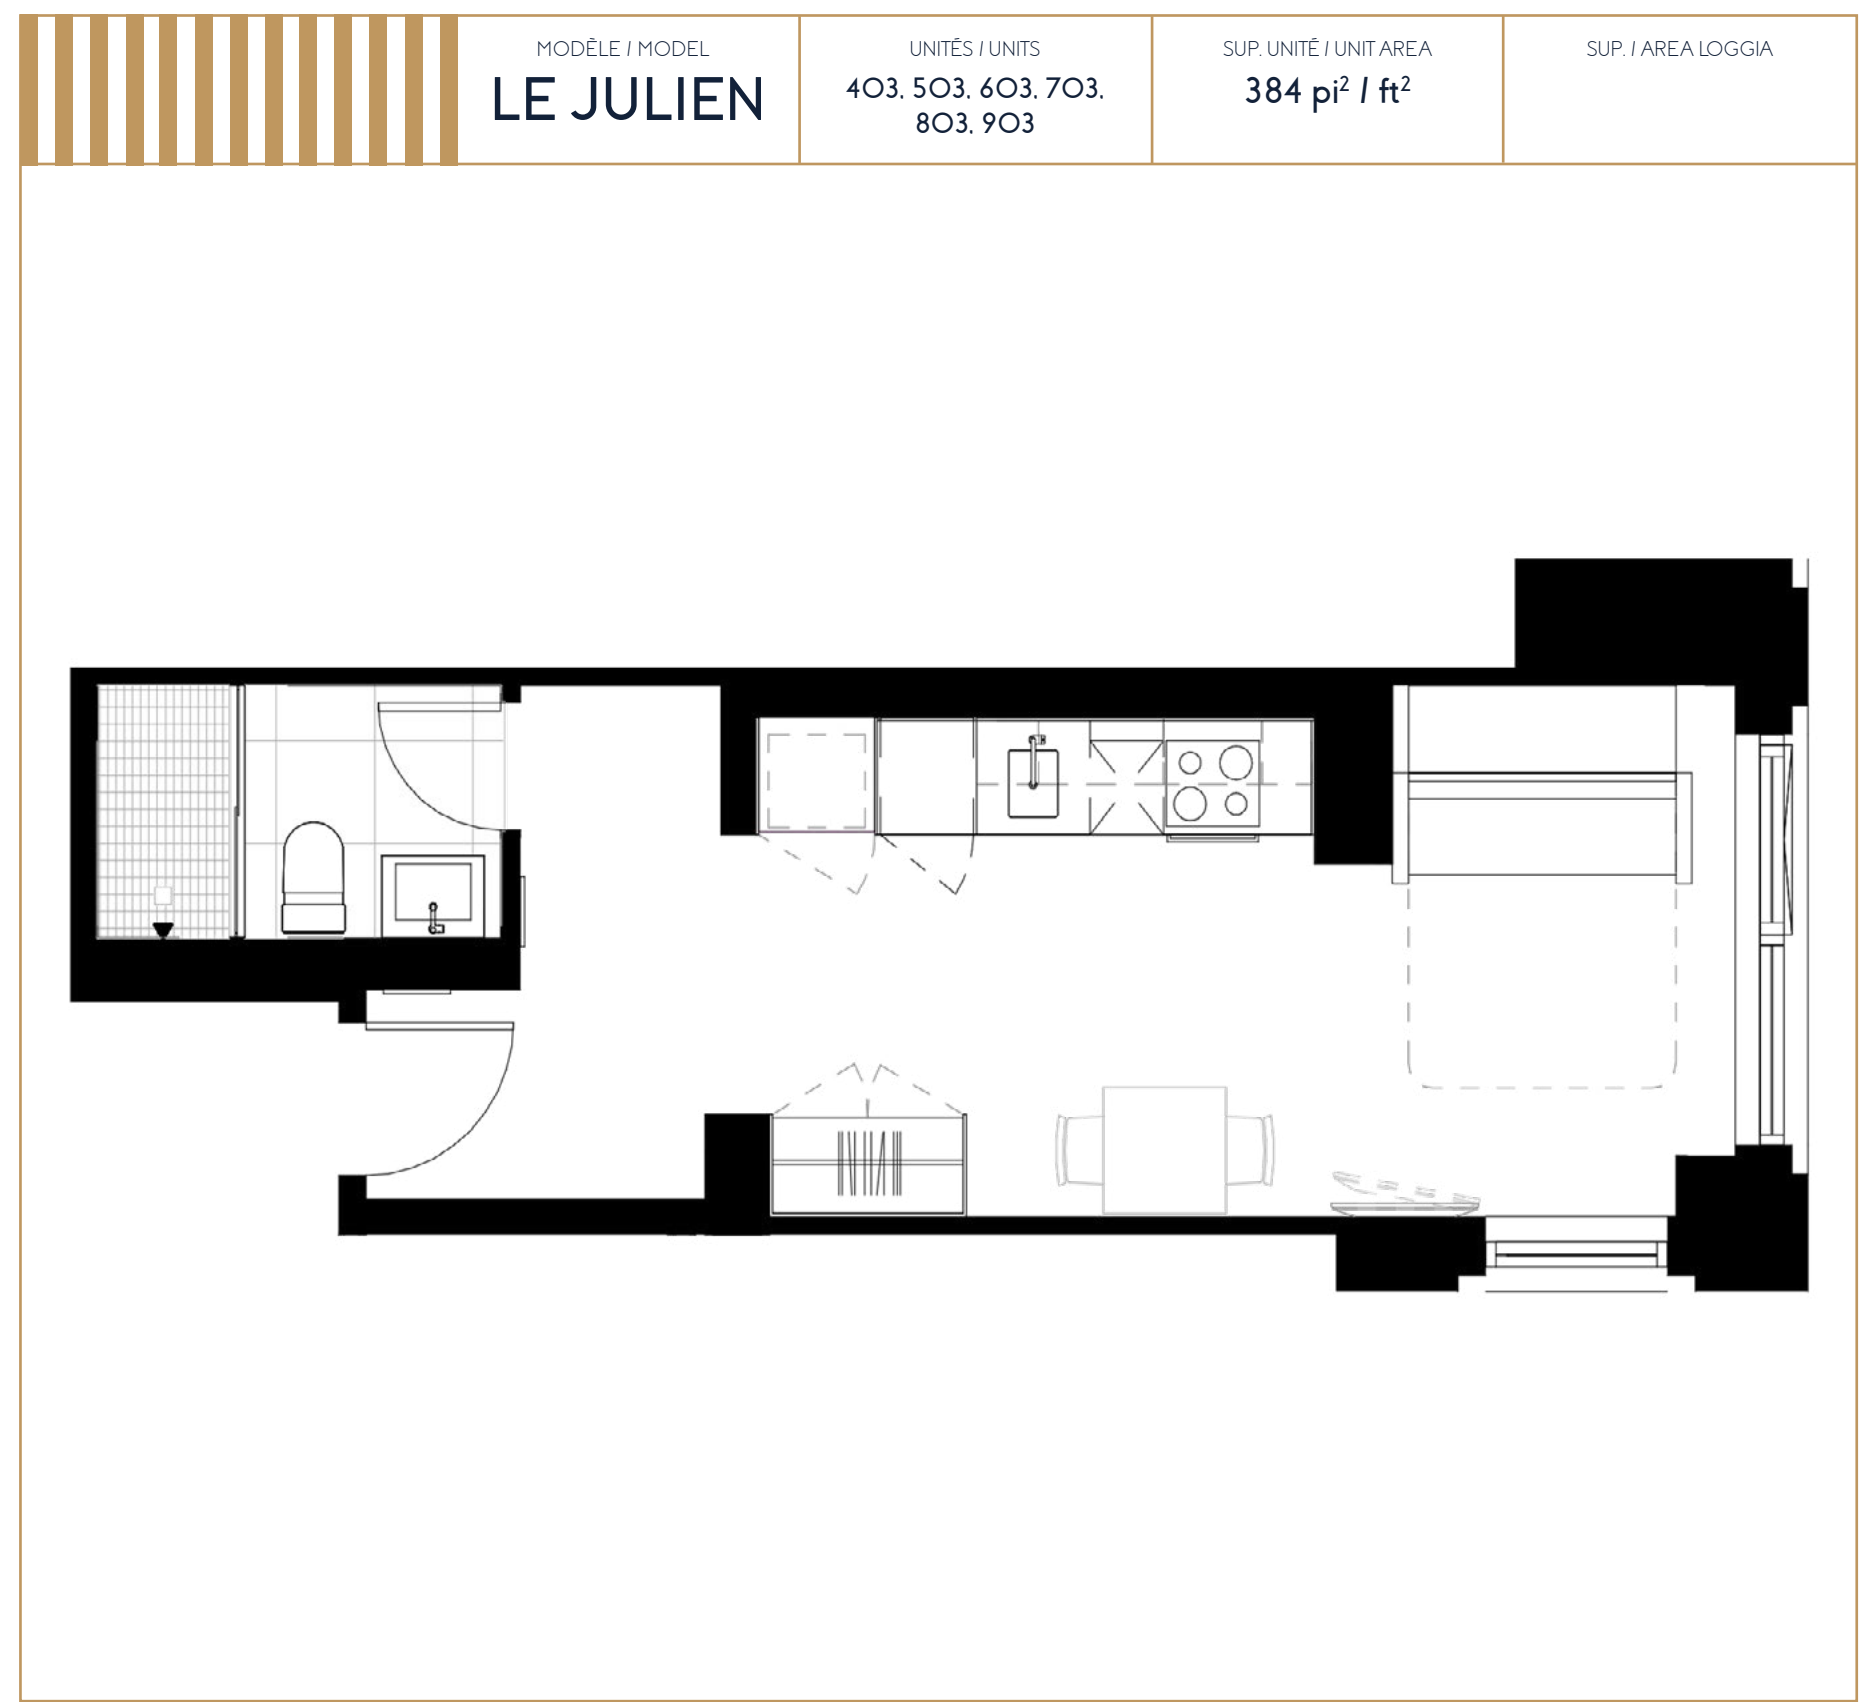 MODÈLE / MODEL
LE JULIEN
UNITÉS / UNITS
403, 503, 603, 703,
803, 903
SUP. UNITÉ / UNIT AREA
384 pi² / ft²
SUP. / AREA LOGGIA